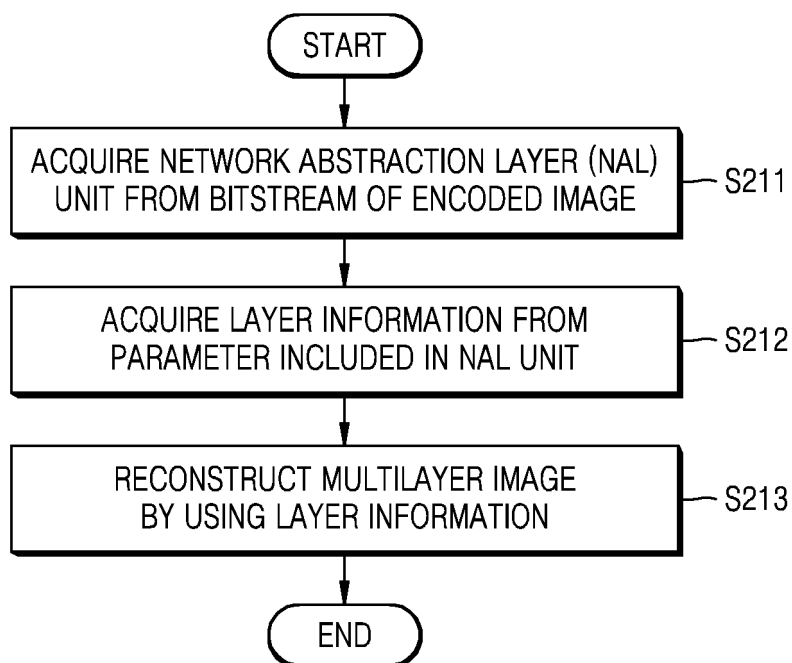 START
ACQUIRE NETWORK ABSTRACTION LAYER (NAL)
UNIT FROM BITSTREAM OF ENCODED IMAGE
S211
ACQUIRE LAYER INFORMATION FROM
PARAMETER INCLUDED IN NAL UNIT
S212
RECONSTRUCT MULTILAYER IMAGE
BY USING LAYER INFORMATION
S213
END